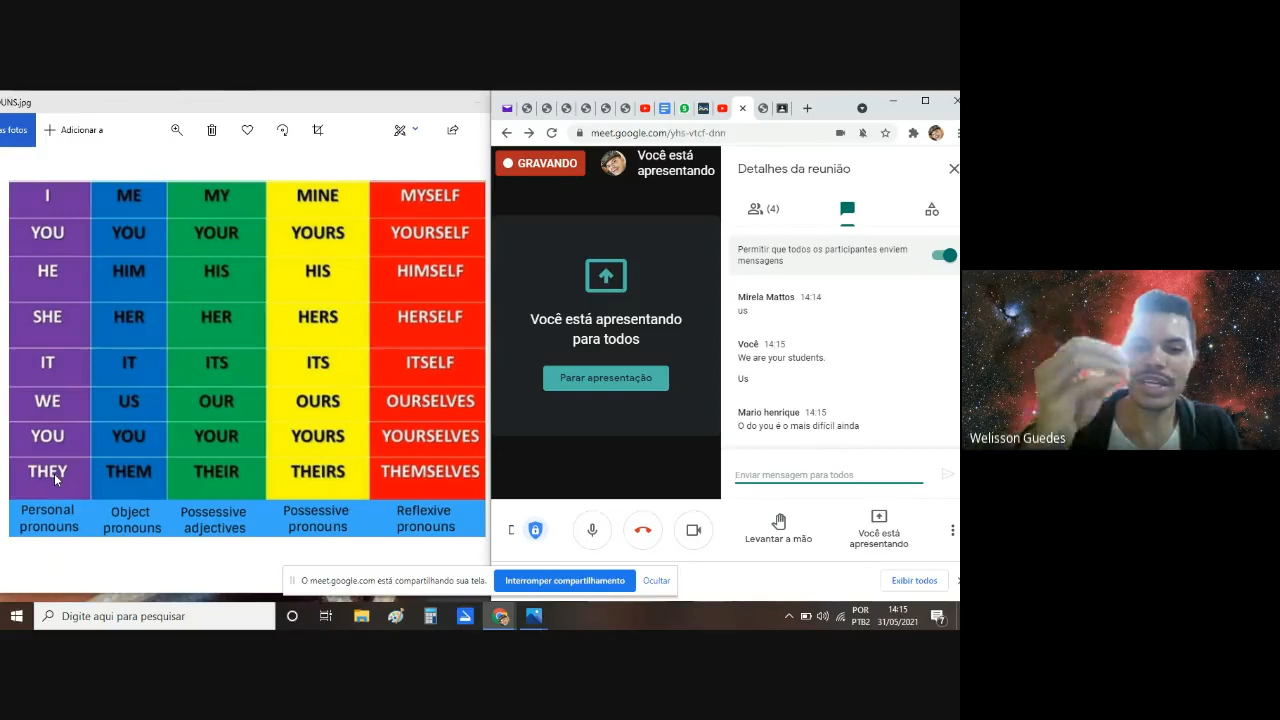 OUNS.jpg
as fotos
Adicionar a
I ME MY MINE MYSELF
YOU YOU YOUR YOURS YOURSELF
HE HIM HIS HIS HIMSELF
SHE HER HER HERS HERSELF
IT IT ITS ITS ITSELF
WE US OUR OURS OURSELVES
YOU YOU YOUR YOURS YOURSELVES
THEY THEM THEIR THEIRS THEMSELVES
Personal pronouns
Object pronouns
Possessive adjectives
Possessive pronouns
Reflexive pronouns
meet.google.com/yhs-vtcf-dnn
GRAVANDO
Você está
apresentando
Você está apresentando
para todos
Parar apresentação
Detalhes da reunião
(4)
Permitir que todos os participantes enviem
mensagens
Mirela Mattos 14:14
us
Você 14:15
We are your students.
Us
Mario henrique 14:15
O do you é o mais difícil ainda
Enviar mensagem para todos
Levantar a mão
Você está
apresentando
O meet.google.com está compartilhando sua tela.
Interromper compartilhamento
Ocultar
Exibir todos
Digite aqui para pesquisar
POR
PTB2
14:15
31/05/2021
7
Welisson Guedes